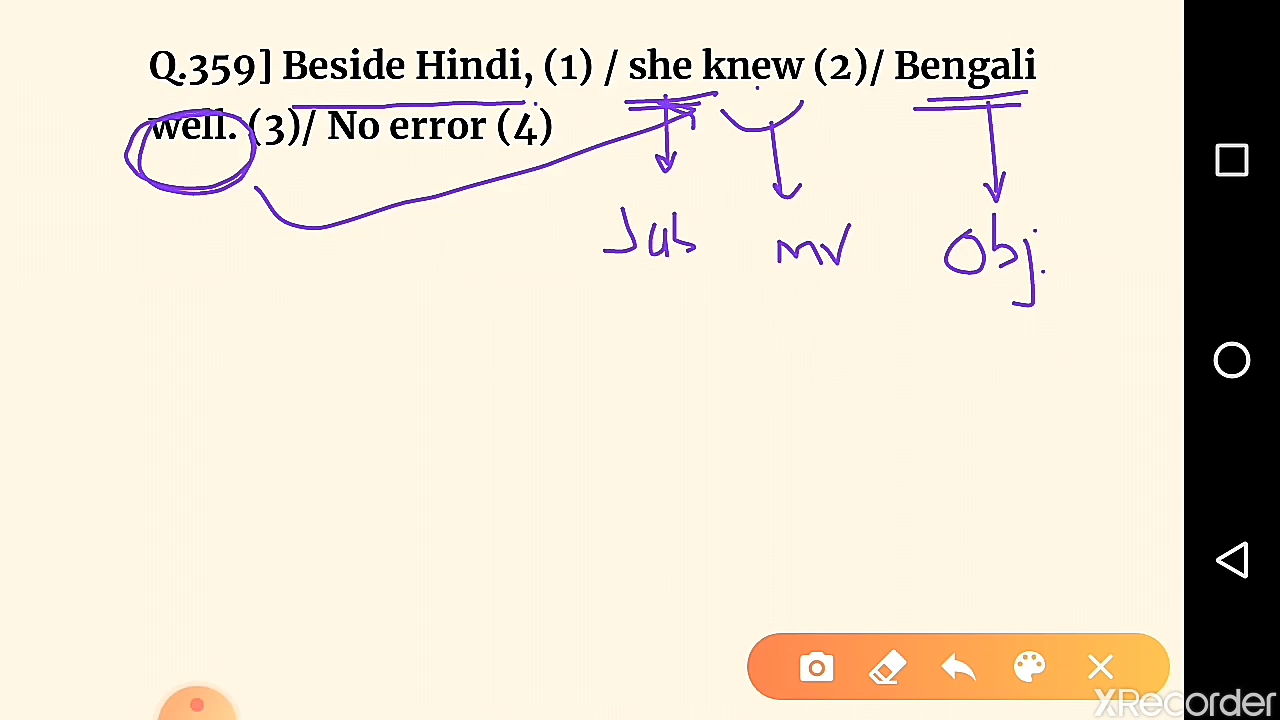 Q.359] Beside Hindi, (1) / she knew (2)/ Bengali
well. (3)/ No error (4)
Sub mv Obj.
XRecorder